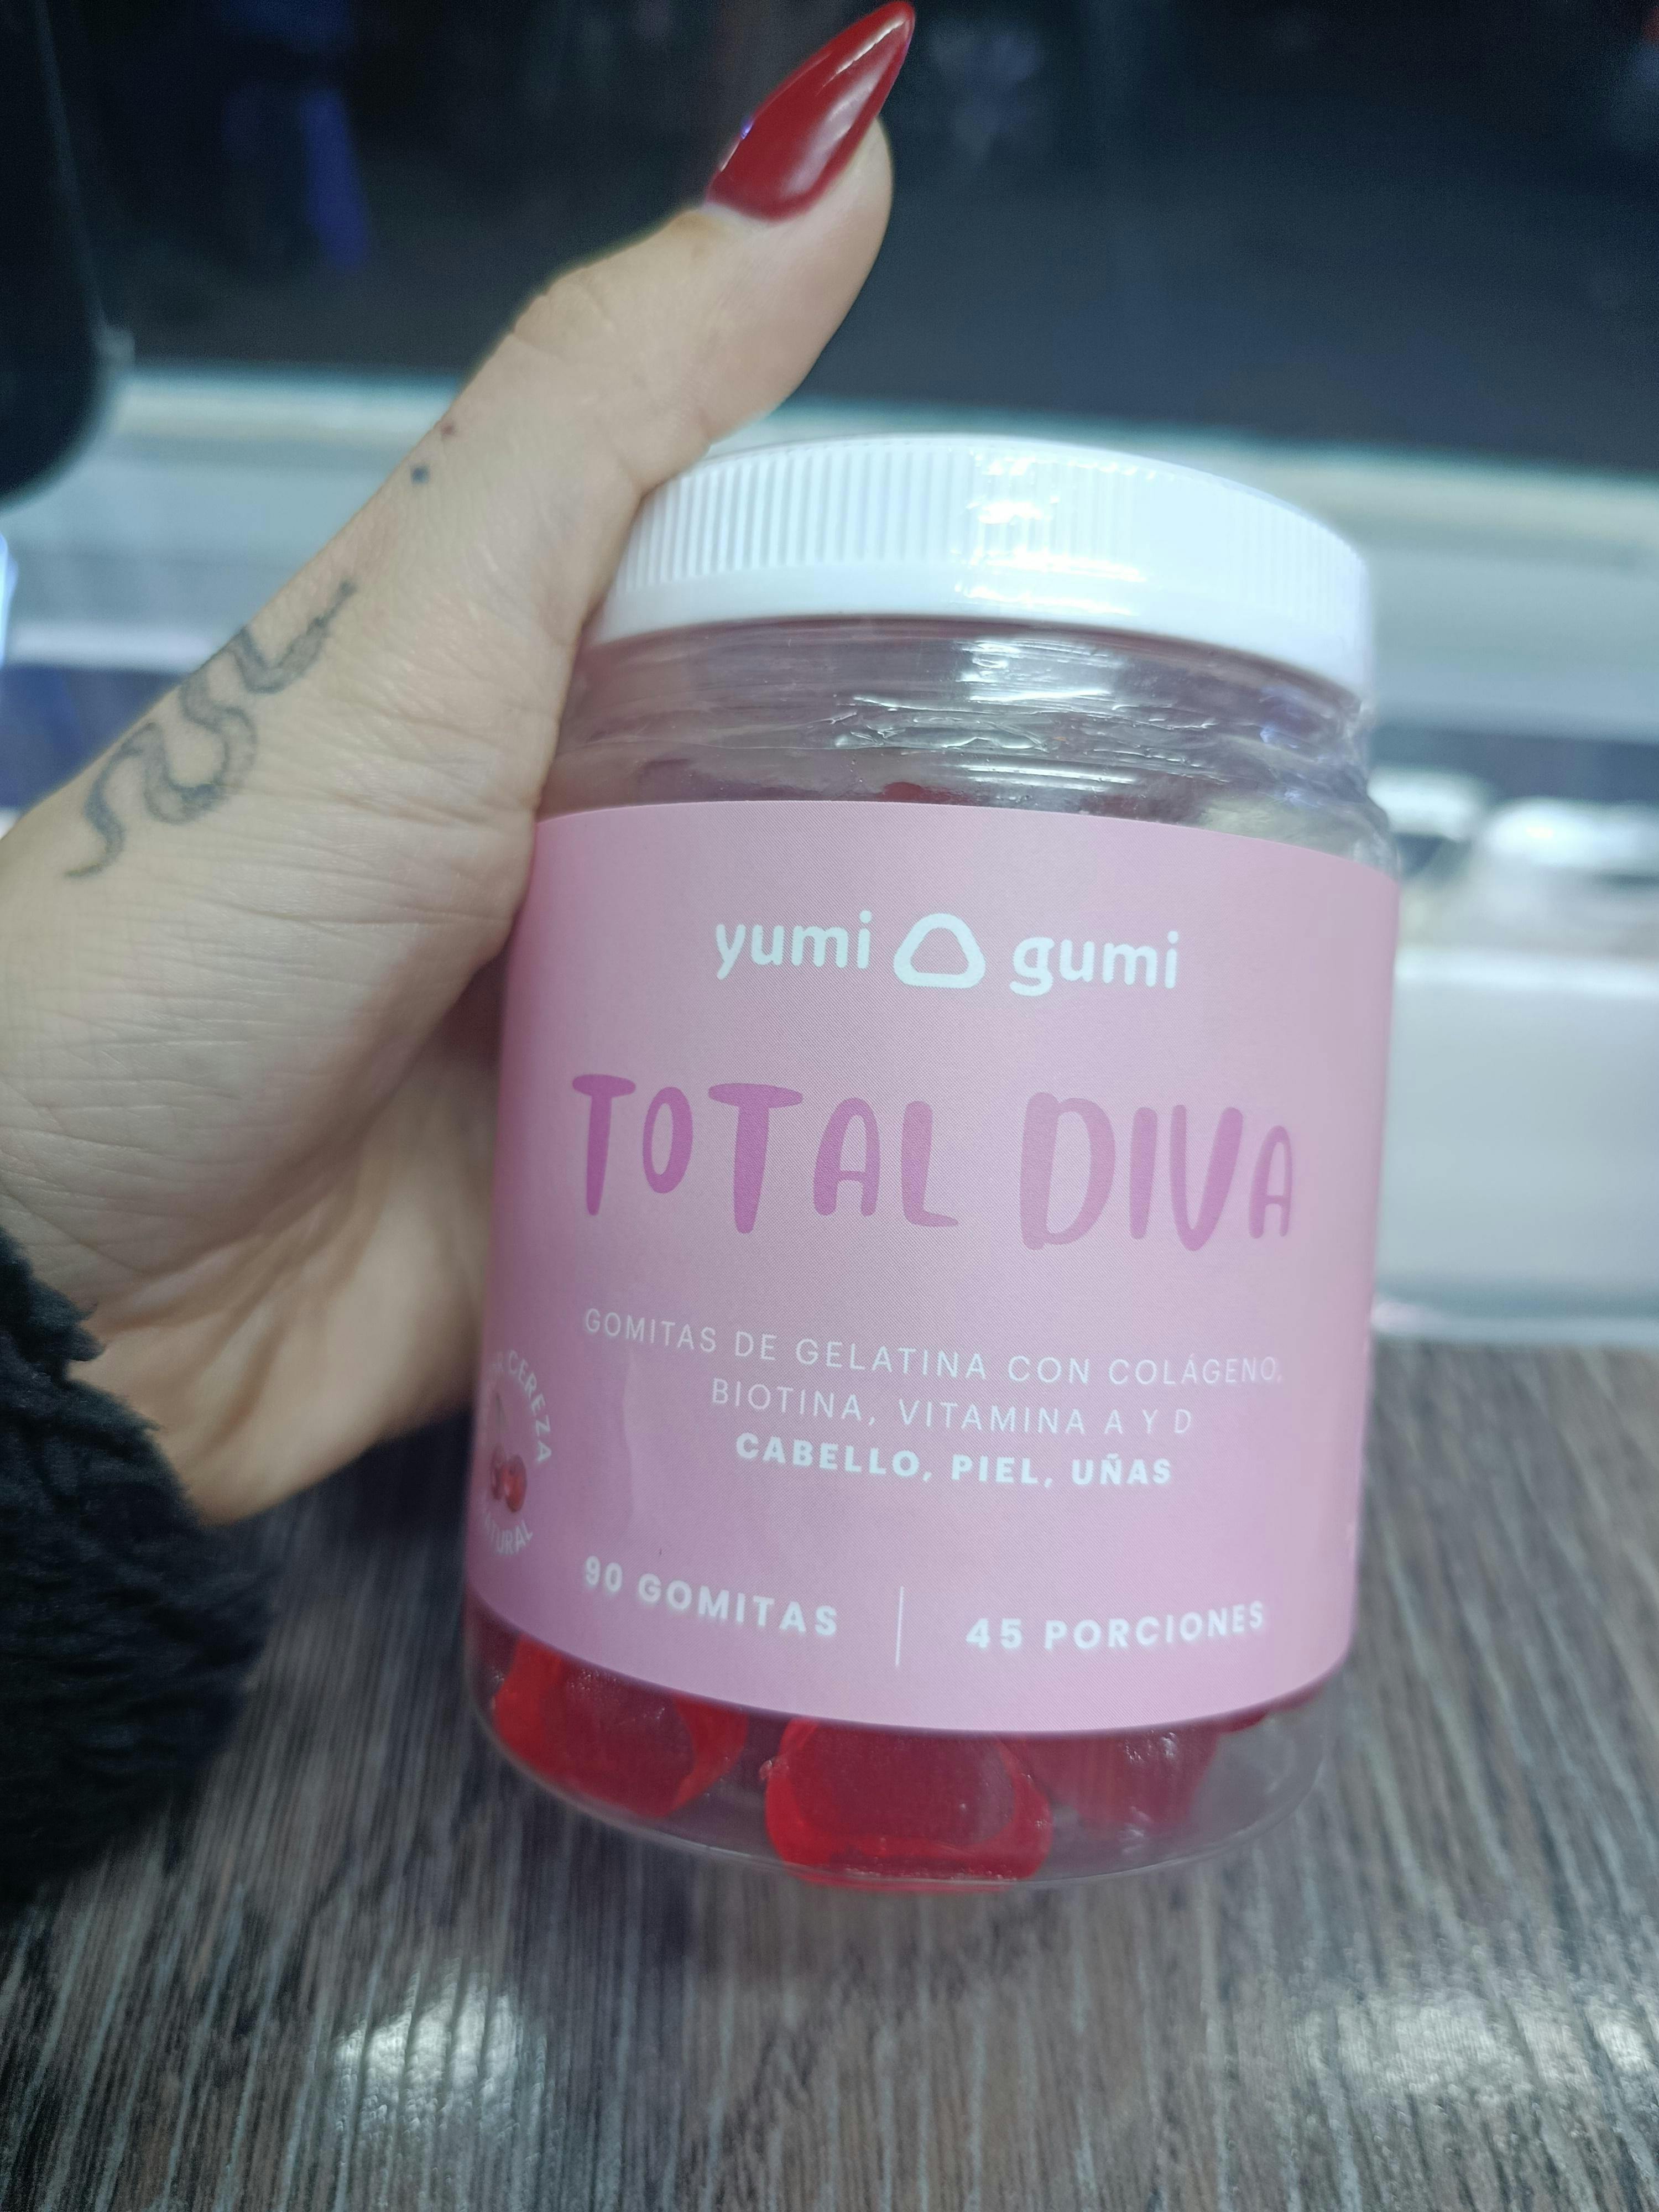 yumi gumi
TOTAL DIVA
GOMITAS DE GELATINA CON COLÁGENO,
BIOTINA, VITAMINA A Y D
CABELLO, PIEL, UÑAS
CEREZA
90 GOMITAS
45 PORCIONES